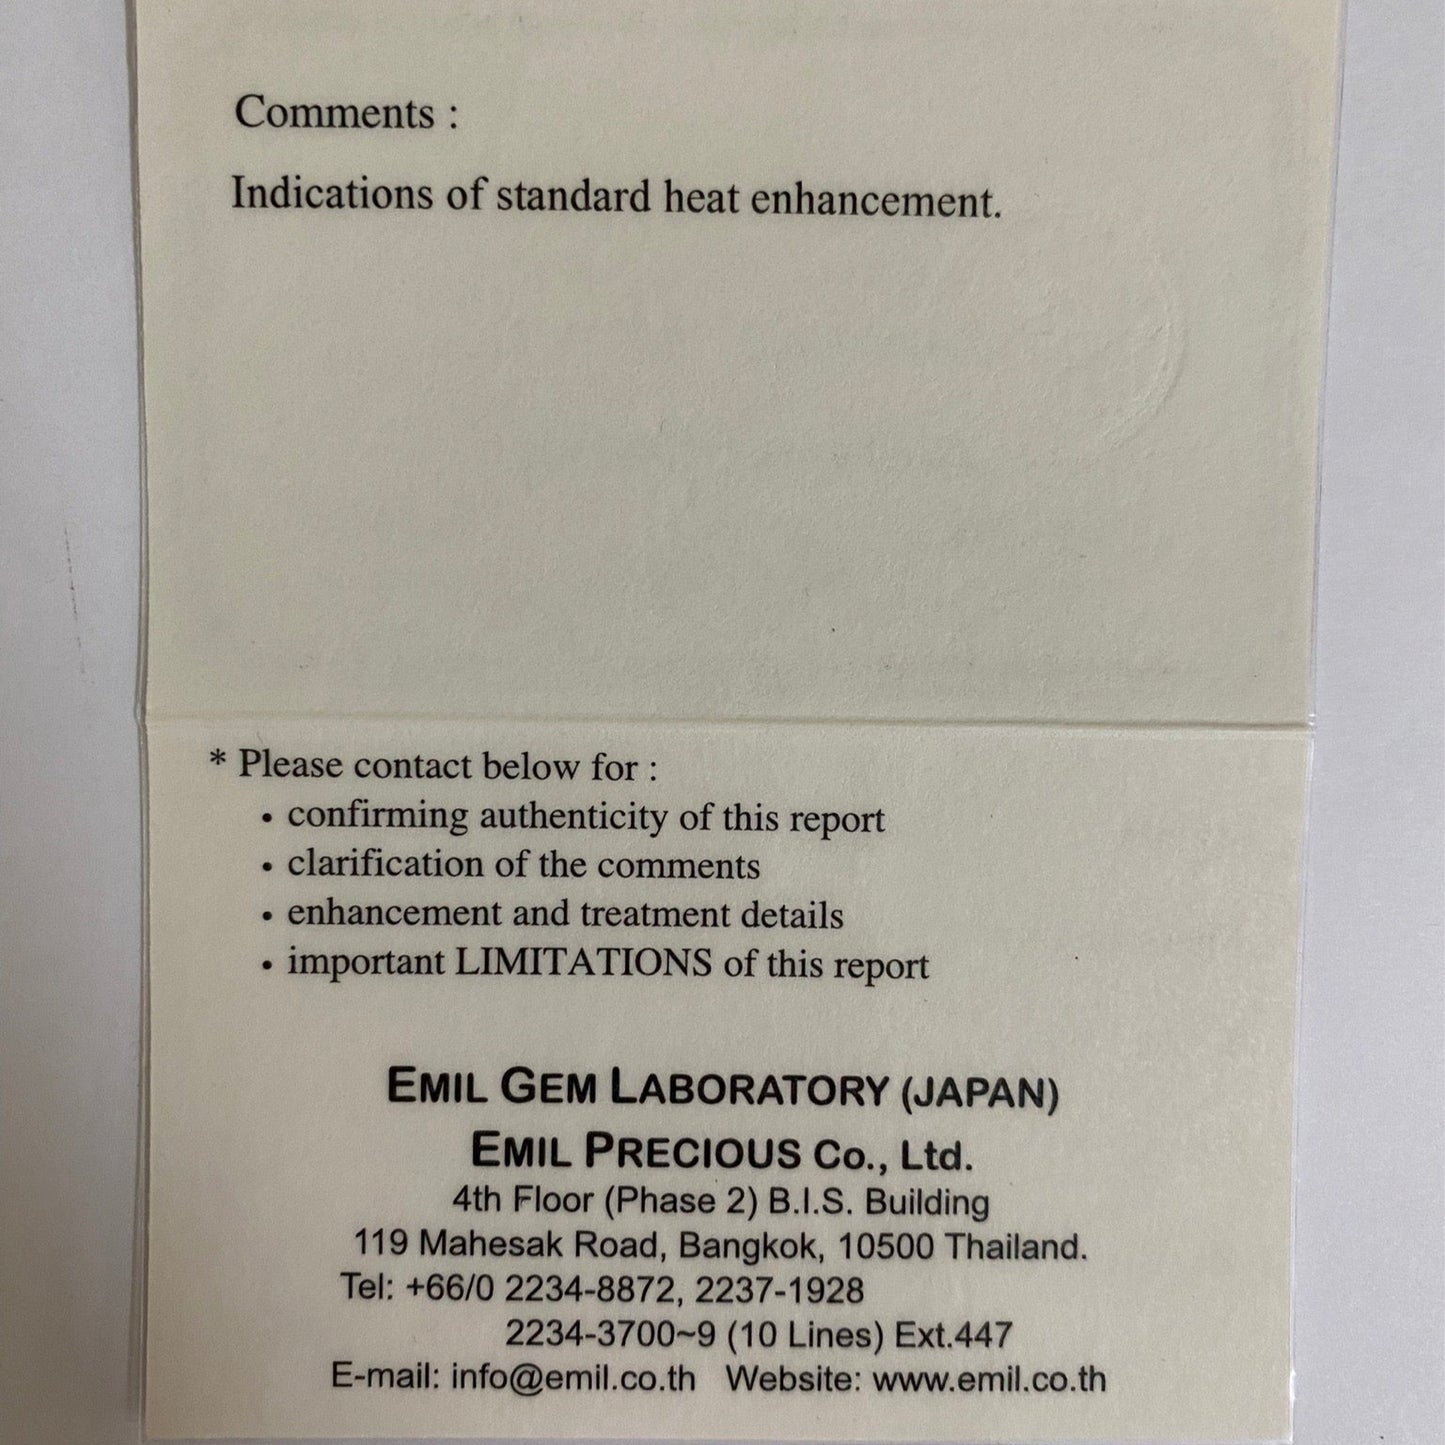 Comments :
Indications of standard heat enhancement.
* Please contact below for :
• confirming authenticity of this report
• clarification of the comments
• enhancement and treatment details
• important LIMITATIONS of this report
EMIL GEM LABORATORY (JAPAN)
EMIL PRECIOUS Co., Ltd.
4th Floor (Phase 2) B.I.S. Building
119 Mahesak Road, Bangkok, 10500 Thailand.
Tel: +66/0 2234-8872, 2237-1928
2234-3700~9 (10 Lines) Ext.447
E-mail: info@emil.co.th Website: www.emil.co.th